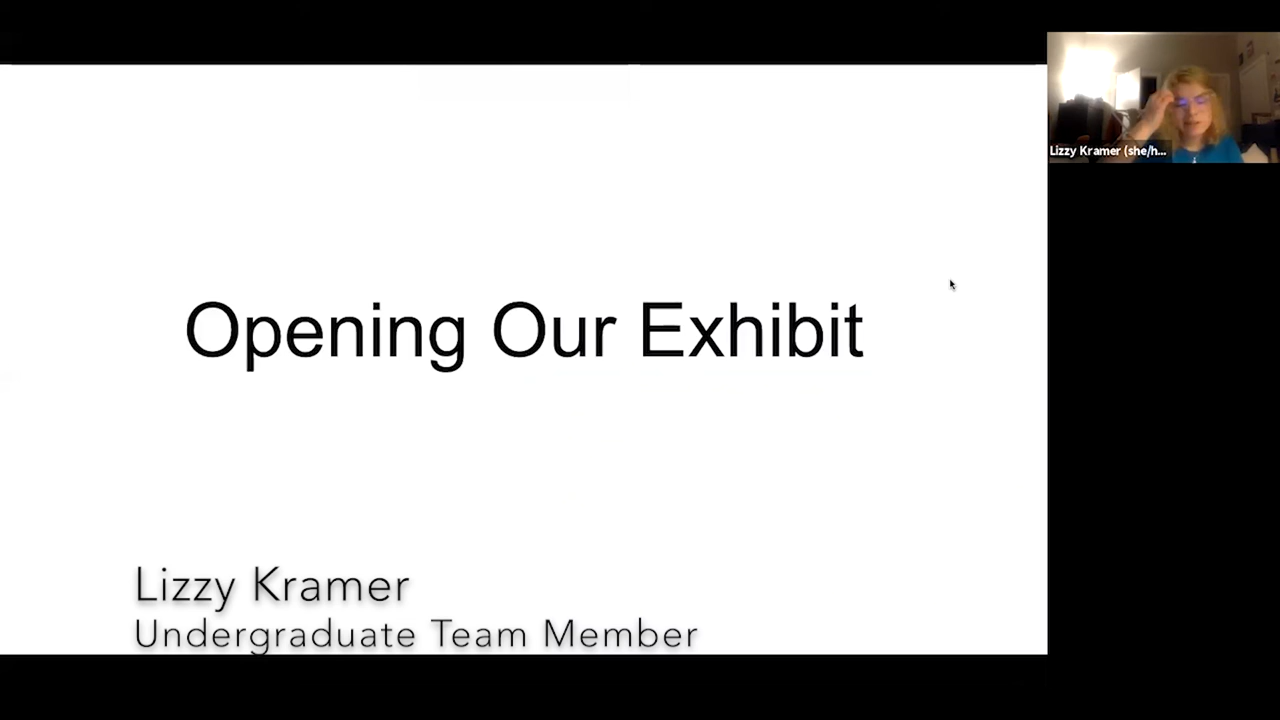 Lizzy Kramer (she/h...
Opening Our Exhibit
Lizzy Kramer
Undergraduate Team Member